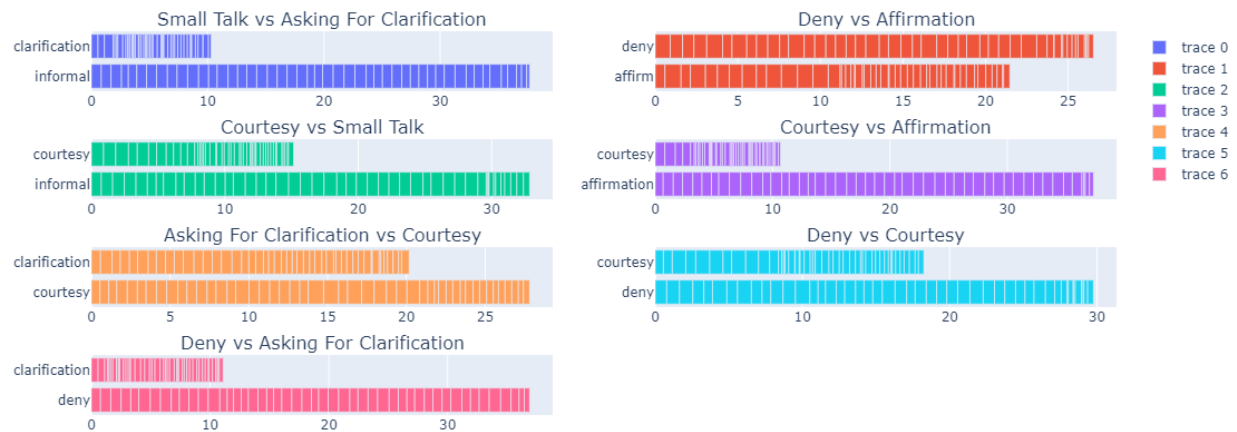 Small Talk vs Asking For Clarification
clarification
informal
0 10 20 30
Deny vs Affirmation
deny
affirm
0 5 10 15 20 25
trace 0
trace 1
trace 2
trace 3
trace 4
trace 5
trace 6
Courtesy vs Small Talk
courtesy
informal
0 10 20 30
Courtesy vs Affirmation
courtesy
affirmation
0 10 20 30
Asking For Clarification vs Courtesy
clarification
courtesy
0 5 10 15 20 25
Deny vs Courtesy
courtesy
deny
0 10 20 30
Deny vs Asking For Clarification
clarification
deny
0 10 20 30